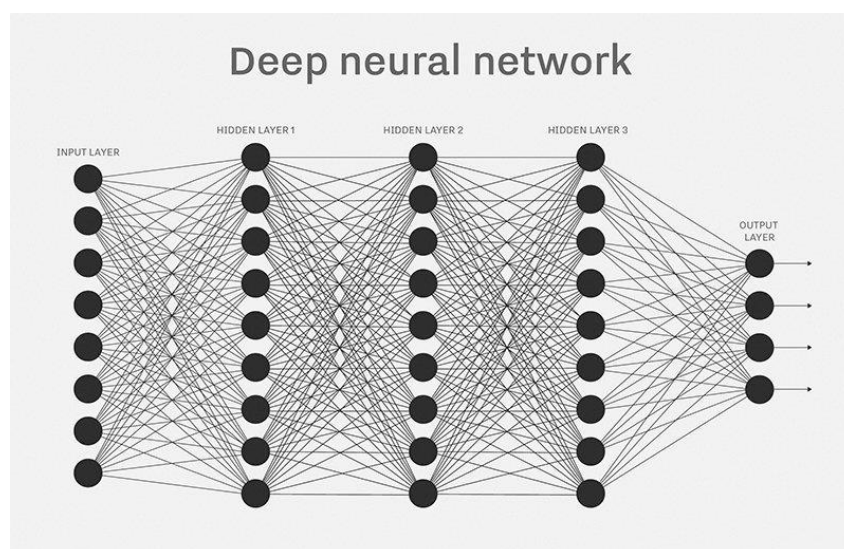 Deep neural network
HIDDEN LAYER 1
HIDDEN LAYER 2
HIDDEN LAYER 3
INPUT LAYER
OUTPUT
LAYER